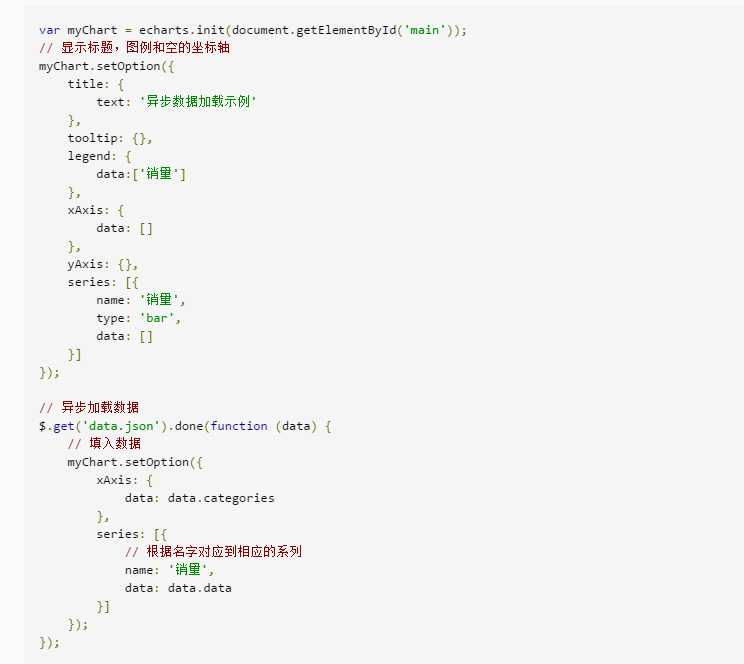 var myChart = echarts.init(document.getElementById('main'));
// 显示标题，图例和空的坐标轴
myChart.setOption({
    title: {
        text: '异步数据加载示例'
    },
    tooltip: {},
    legend: {
        data:['销量']
    },
    xAxis: {
        data: []
    },
    yAxis: {},
    series: [{
        name: '销量',
        type: 'bar',
        data: []
    }]
});

// 异步加载数据
$.get('data.json').done(function (data) {
    // 填入数据
    myChart.setOption({
        xAxis: {
            data: data.categories
        },
        series: [{
            // 根据名字对应到相应的系列
            name: '销量',
            data: data.data
        }]
    });
});